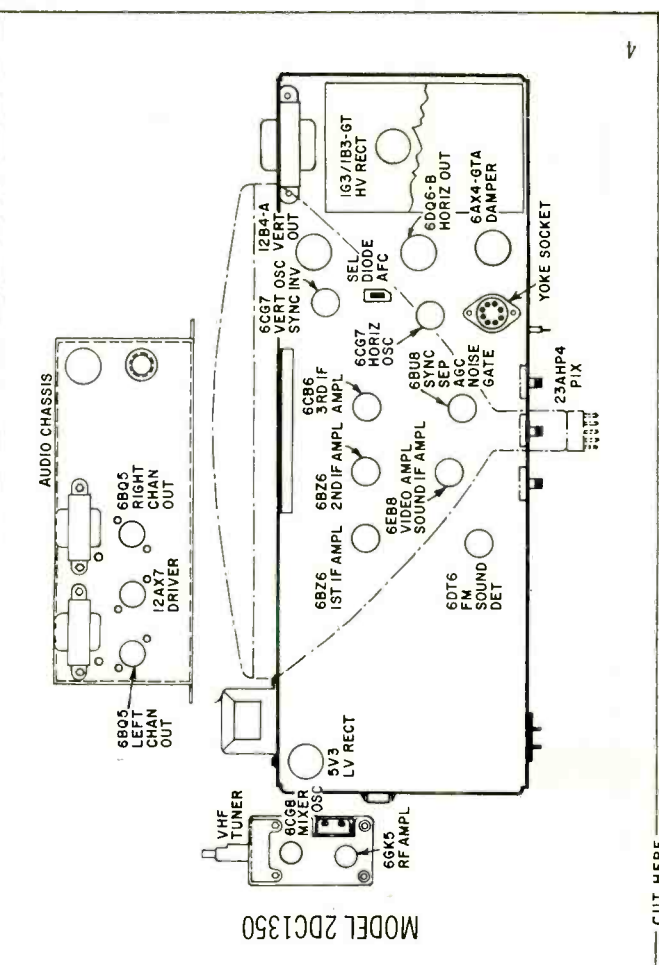 4
AUDIO CHASSIS
6BQ5
LEFT
CHAN
OUT
12AX7
DRIVER
6BQ5
RIGHT
CHAN
OUT
VHF
TUNER
6CG8
MIXER
OSC
6GK5
RF AMPL
5V3
LV RECT
6BZ6
1ST IF AMPL
6BZ6
2ND IF AMPL
6CB6
3RD IF
AMPL
6CG7
VERT OSC
SYNC INV
12B4-A
VERT
OUT
1G3/1B3-GT
HV RECT
SEL
DIODE
AFC
6DQ6-B
HORIZ OUT
6AX4-GTA
DAMPER
6CG7
HORIZ
OSC
YOKE SOCKET
6BU8
SYNC
SEP
AGC
NOISE
GATE
6EB8
VIDEO AMPL
SOUND IF AMPL
6DT6
FM
SOUND
DET
23AHP4
PIX
MODEL 2DC1350
CUT HERE